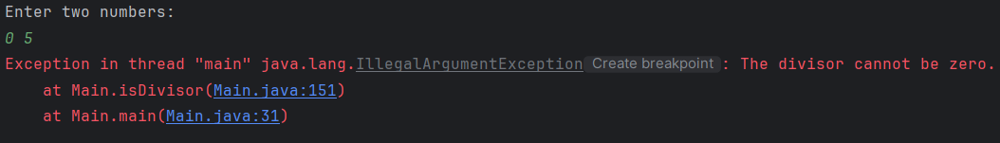 Enter two numbers:
0 5
Exception in thread "main" java.lang.IllegalArgumentException Create breakpoint : The divisor cannot be zero.
at Main.isDivisor(Main.java:151)
at Main.main(Main.java:31)